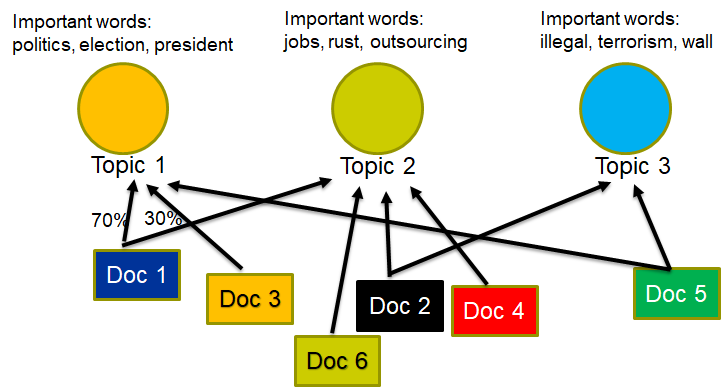 Important words:
politics, election, president
Important words:
jobs, rust, outsourcing
Important words:
illegal, terrorism, wall
Topic 1
Topic 2
Topic 3
70%
30%
Doc 1
Doc 3
Doc 6
Doc 2
Doc 4
Doc 5